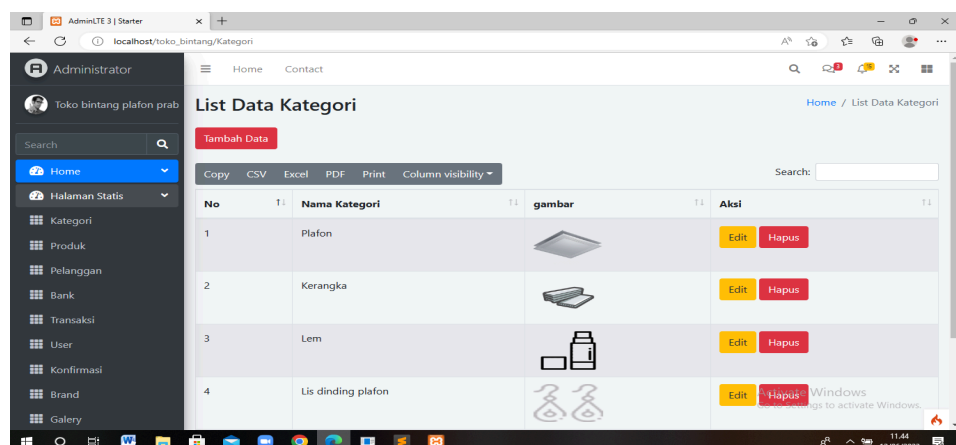 AdminLTE 3 | Starter
localhost/toko_bintang/Kategori
Administrator
Home Contact
3
15
Toko bintang plafon prab
List Data Kategori
Home / List Data Kategori
Search
Tambah Data
Home
Copy CSV Excel PDF Print Column visibility
Search:
Halaman Statis
No Nama Kategori gambar Aksi
Kategori
1 Plafon Edit Hapus
Produk
Pelanggan
2 Kerangka Edit Hapus
Bank
Transaksi
3 Lem Edit Hapus
User
Konfirmasi
4 Lis dinding plafon Edit Hapus
Brand
Activate Windows
Go to Settings to activate Windows.
Galery
11.44